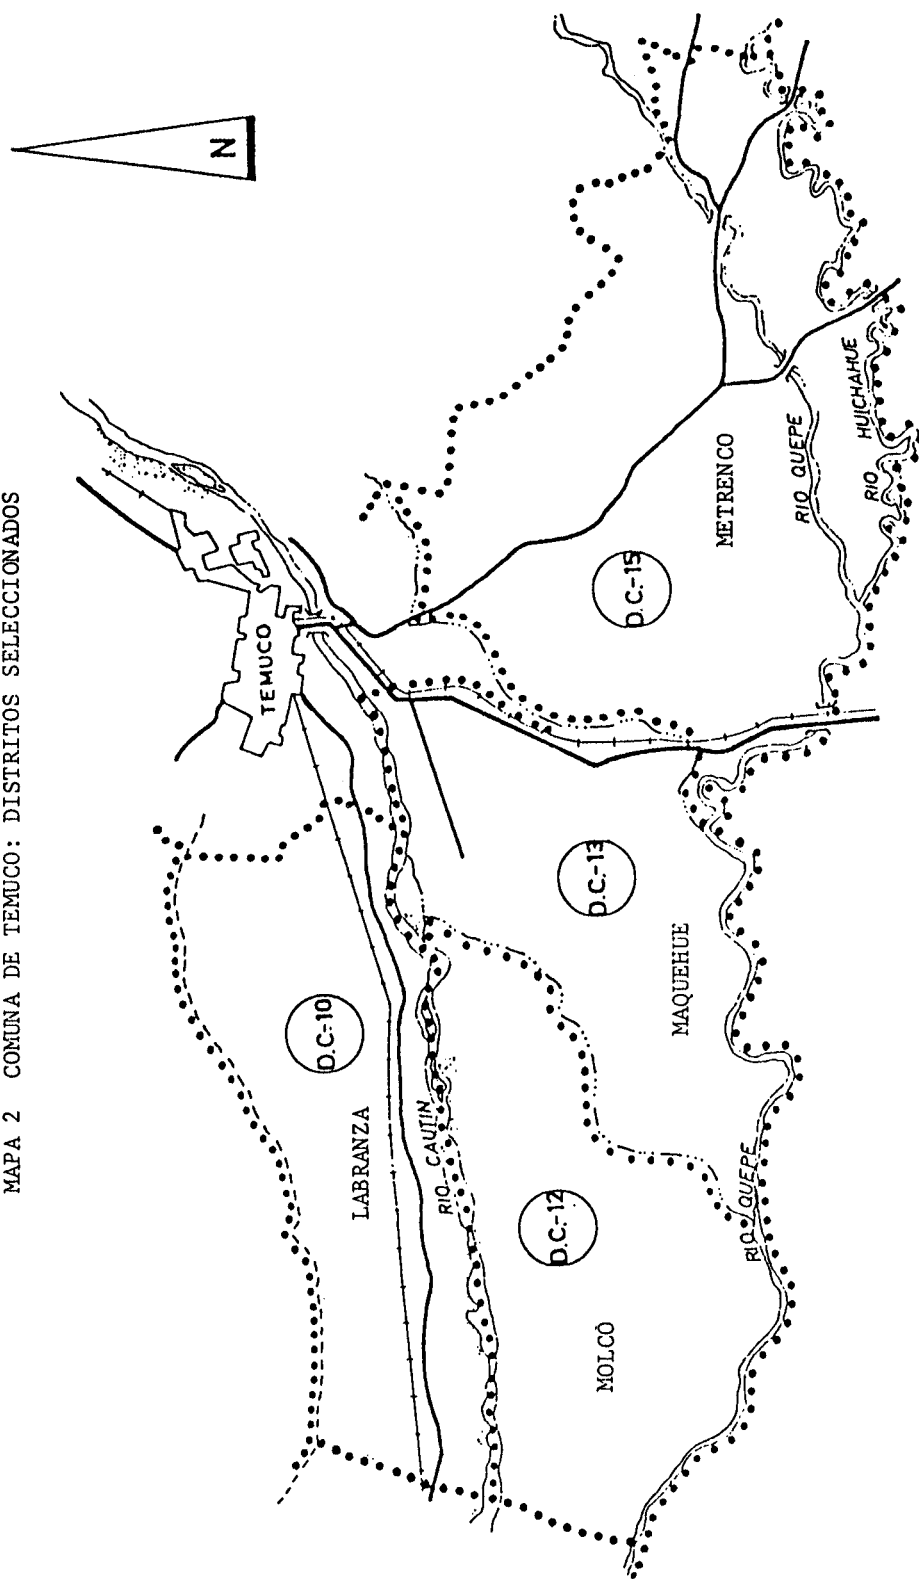 MAPA 2 COMUNA DE TEMUCO: DISTRITOS SELECCIONADOS
N
TEMUCO
D.C.-10
LABRANZA
RIO CAUTIN
D.C.-12
MOLCO
D.C.-13
MAQUEHUE
RIO QUEPE
D.C.-15
METRENCO
RIO QUEPE
RIO HUICHAHUE